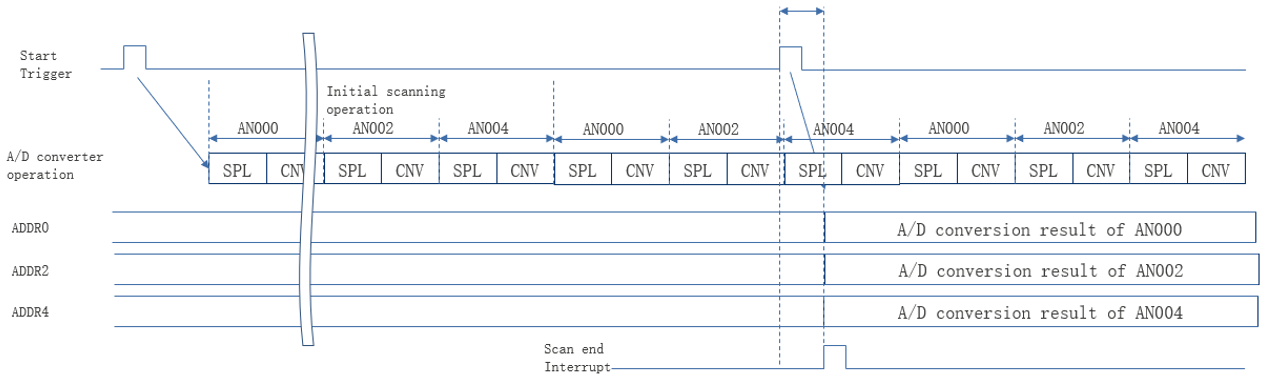 Start
Trigger
Initial scanning
operation
AN000 AN002 AN004 AN000 AN002 AN004 AN000 AN002 AN004
A/D converter
operation
SPL CNV SPL CNV SPL CNV SPL CNV SPL CNV SPL CNV SPL CNV SPL CNV SPL CNV
ADDR0 A/D conversion result of AN000
ADDR2 A/D conversion result of AN002
ADDR4 A/D conversion result of AN004
Scan end
Interrupt